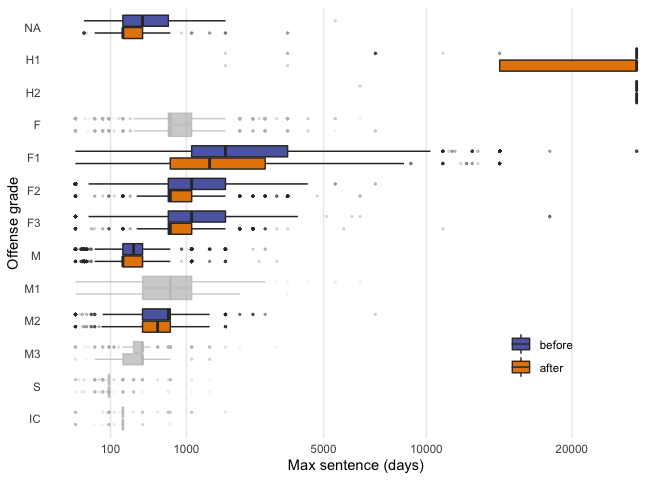 NA
H1
H2
F
F1
F2
F3
M
M1
M2
M3
S
IC
Offense grade
before
after
100 1000 5000 10000 20000
Max sentence (days)